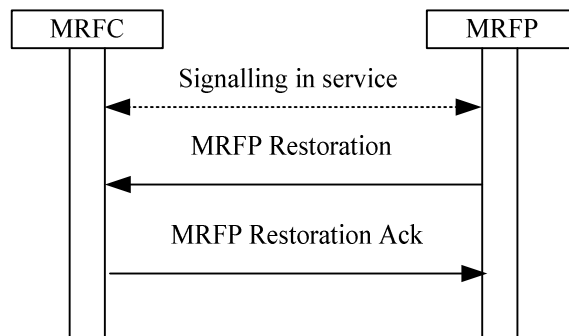 MRFC
MRFP
Signalling in service
MRFP Restoration
MRFP Restoration Ack